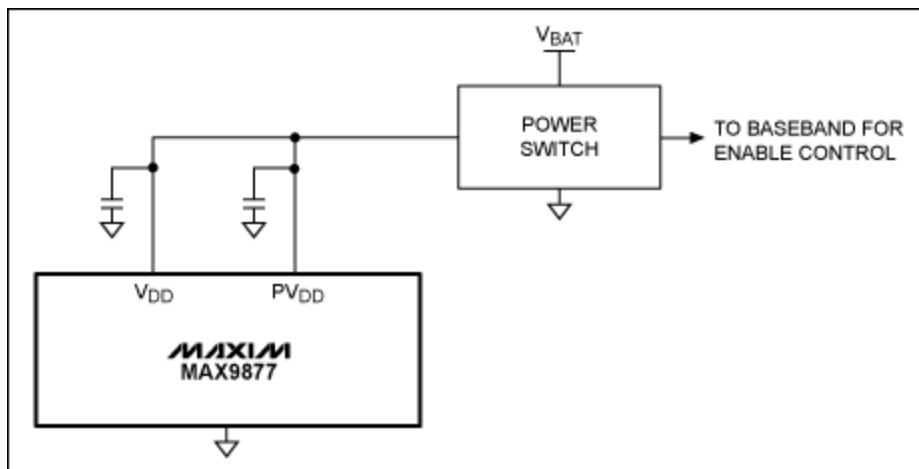 VBAT
POWER
SWITCH
TO BASEBAND FOR
ENABLE CONTROL
VDD
PVDD
MAXIM
MAX9877